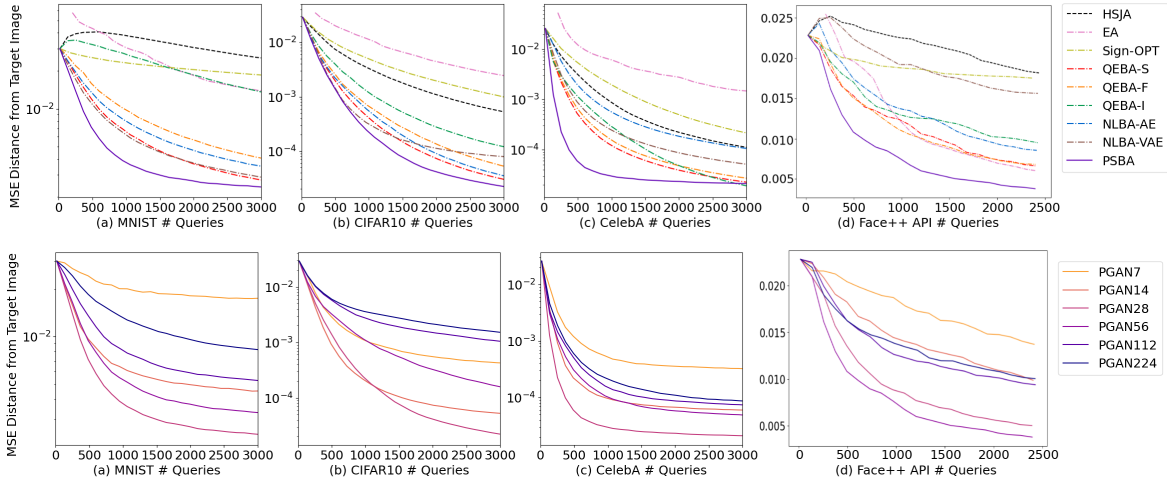 MSE Distance from Target Image
10⁻²
0 500 1000 1500 2000 2500 3000
(a) MNIST # Queries
10⁻²
10⁻³
10⁻⁴
0 500 1000 1500 2000 2500 3000
(b) CIFAR10 # Queries
10⁻²
10⁻³
10⁻⁴
0 500 1000 1500 2000 2500 3000
(c) CelebA # Queries
0.025
0.020
0.015
0.010
0.005
0 500 1000 1500 2000 2500
(d) Face++ API # Queries
HSJA
EA
Sign-OPT
QEBA-S
QEBA-F
QEBA-I
NLBA-AE
NLBA-VAE
PSBA
MSE Distance from Target Image
10⁻²
0 500 1000 1500 2000 2500 3000
(a) MNIST # Queries
10⁻²
10⁻³
10⁻⁴
0 500 1000 1500 2000 2500 3000
(b) CIFAR10 # Queries
10⁻²
10⁻³
10⁻⁴
0 500 1000 1500 2000 2500 3000
(c) CelebA # Queries
0.020
0.015
0.010
0.005
0 500 1000 1500 2000 2500
(d) Face++ API # Queries
PGAN7
PGAN14
PGAN28
PGAN56
PGAN112
PGAN224